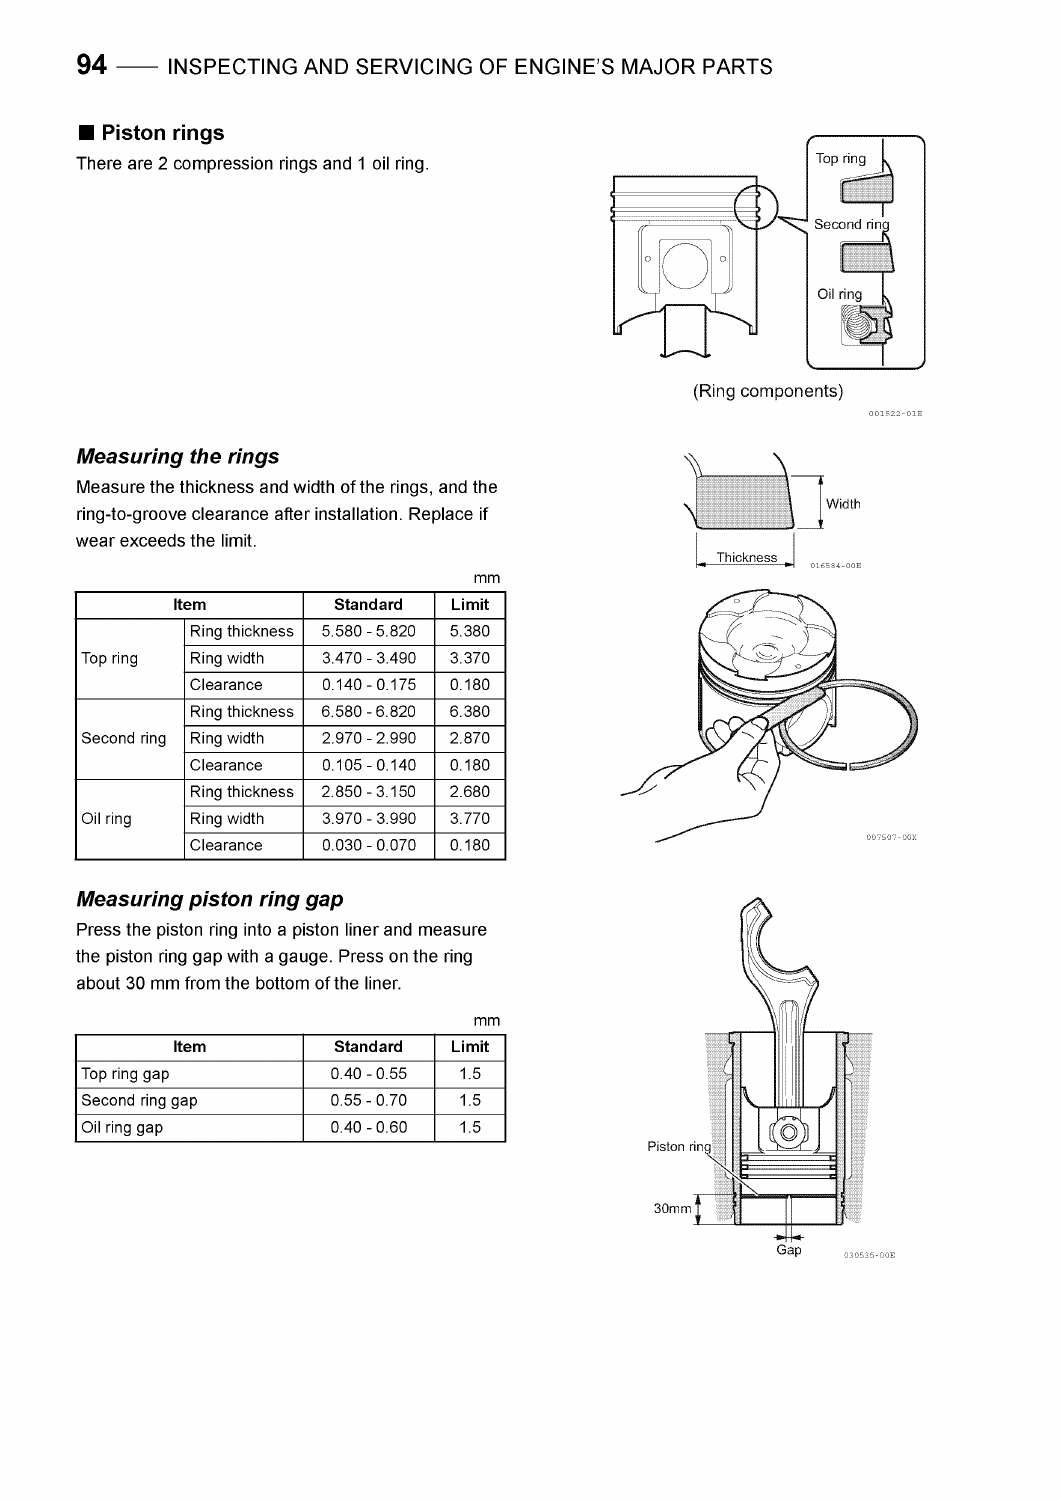 94 — INSPECTING AND SERVICING OF ENGINE'S MAJOR PARTS
■ Piston rings
There are 2 compression rings and 1 oil ring.
Top ring
Second ring
Oil ring
(Ring components)
001522-01E
Measuring the rings
Measure the thickness and width of the rings, and the
ring-to-groove clearance after installation. Replace if
wear exceeds the limit.
Width
Thickness
016584-00E
mm
Item Standard Limit
Top ring
Ring thickness 5.580 - 5.820 5.380
Ring width 3.470 - 3.490 3.370
Clearance 0.140 - 0.175 0.180
Second ring
Ring thickness 6.580 - 6.820 6.380
Ring width 2.970 - 2.990 2.870
Clearance 0.105 - 0.140 0.180
Oil ring
Ring thickness 2.850 - 3.150 2.680
Ring width 3.970 - 3.990 3.770
Clearance 0.030 - 0.070 0.180
007507-00X
Measuring piston ring gap
Press the piston ring into a piston liner and measure
the piston ring gap with a gauge. Press on the ring
about 30 mm from the bottom of the liner.
mm
Item Standard Limit
Top ring gap 0.40 - 0.55 1.5
Second ring gap 0.55 - 0.70 1.5
Oil ring gap 0.40 - 0.60 1.5
Piston ring
30mm
Gap
030535-00E